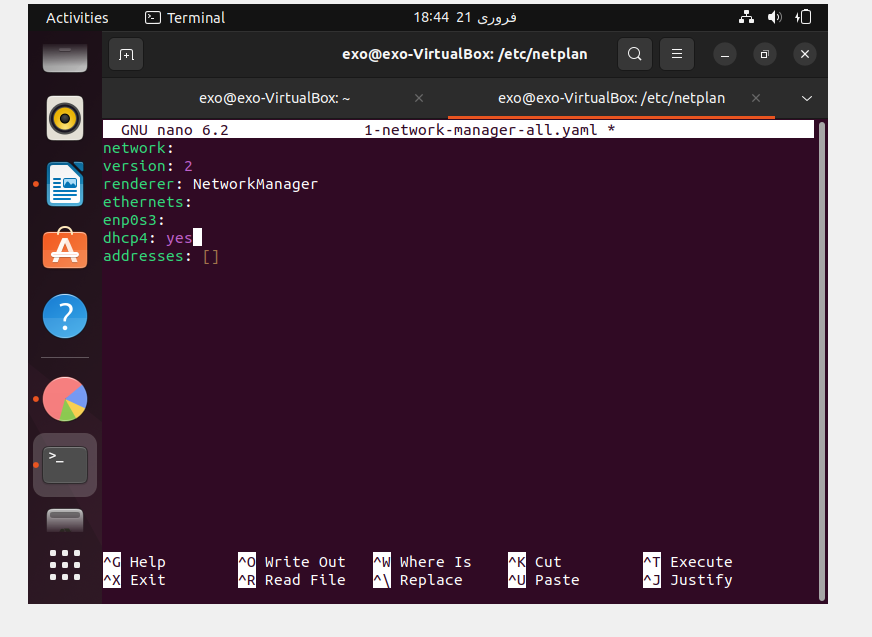 Activities Terminal 18:44 21 فروری
exo@exo-VirtualBox: /etc/netplan
exo@exo-VirtualBox: ~ × exo@exo-VirtualBox: /etc/netplan ×
GNU nano 6.2 1-network-manager-all.yaml *
network:
version: 2
renderer: NetworkManager
ethernets:
enp0s3:
dhcp4: yes
addresses: []
>_
^G Help ^O Write Out ^W Where Is ^K Cut ^T Execute
^X Exit ^R Read File ^\ Replace ^U Paste ^J Justify